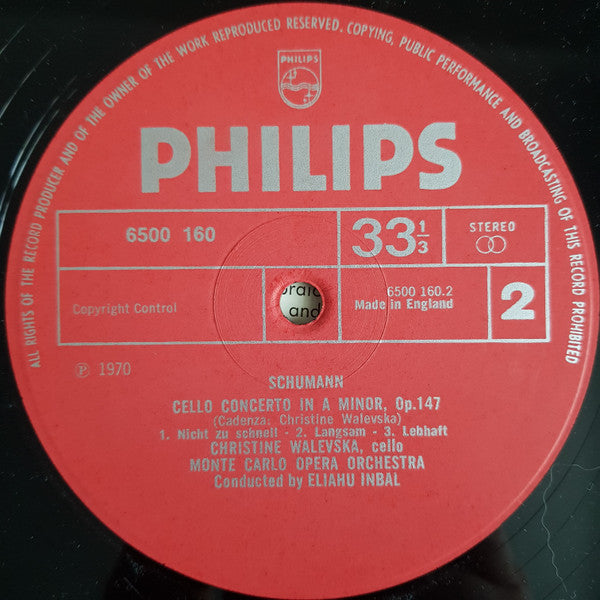 ALL RIGHTS OF THE RECORD PRODUCER AND OF THE OWNER OF THE WORK REPRODUCED RESERVED. COPYING, PUBLIC PERFORMANCE AND BROADCASTING OF THIS RECORD PROHIBITED
PHILIPS
PHILIPS
6500 160
33⅓
STEREO
Copyright Control
and
6500 160.2
Made in England
2
Ⓟ 1970
SCHUMANN
CELLO CONCERTO IN A MINOR, Op.147
(Cadenza: Christine Walevska)
1. Nicht zu schnell - 2. Langsam - 3. Lebhaft
CHRISTINE WALEVSKA, cello
MONTE CARLO OPERA ORCHESTRA
Conducted by ELIAHU INBAL